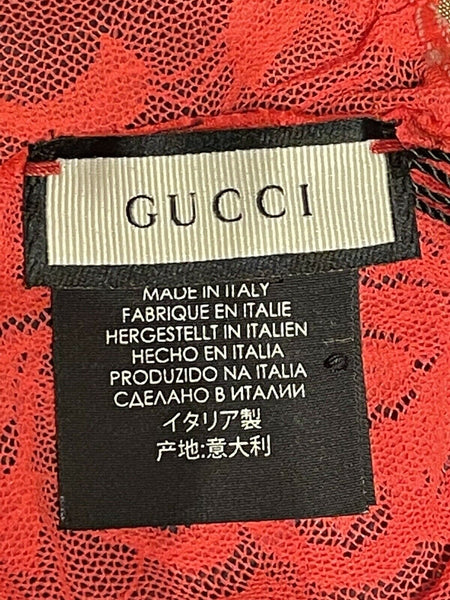 GUCCI
MADE IN ITALY
FABRIQUE EN ITALIE
HERGESTELLT IN ITALIEN
HECHO EN ITALIA
PRODUZIDO NA ITALIA
СДЕЛАНО В ИТАЛИИ
イタリア製
产地:意大利